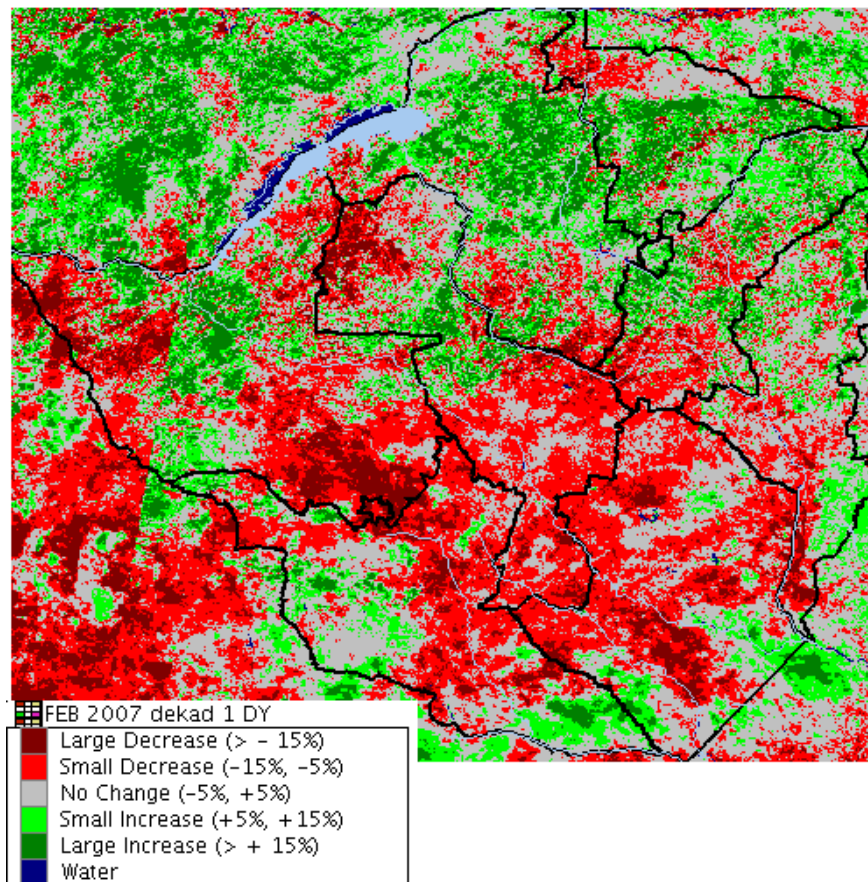 FEB 2007 dekad 1 DY
Large Decrease (> - 15%)
Small Decrease (-15%, -5%)
No Change (-5%, +5%)
Small Increase (+5%, +15%)
Large Increase (> + 15%)
Water